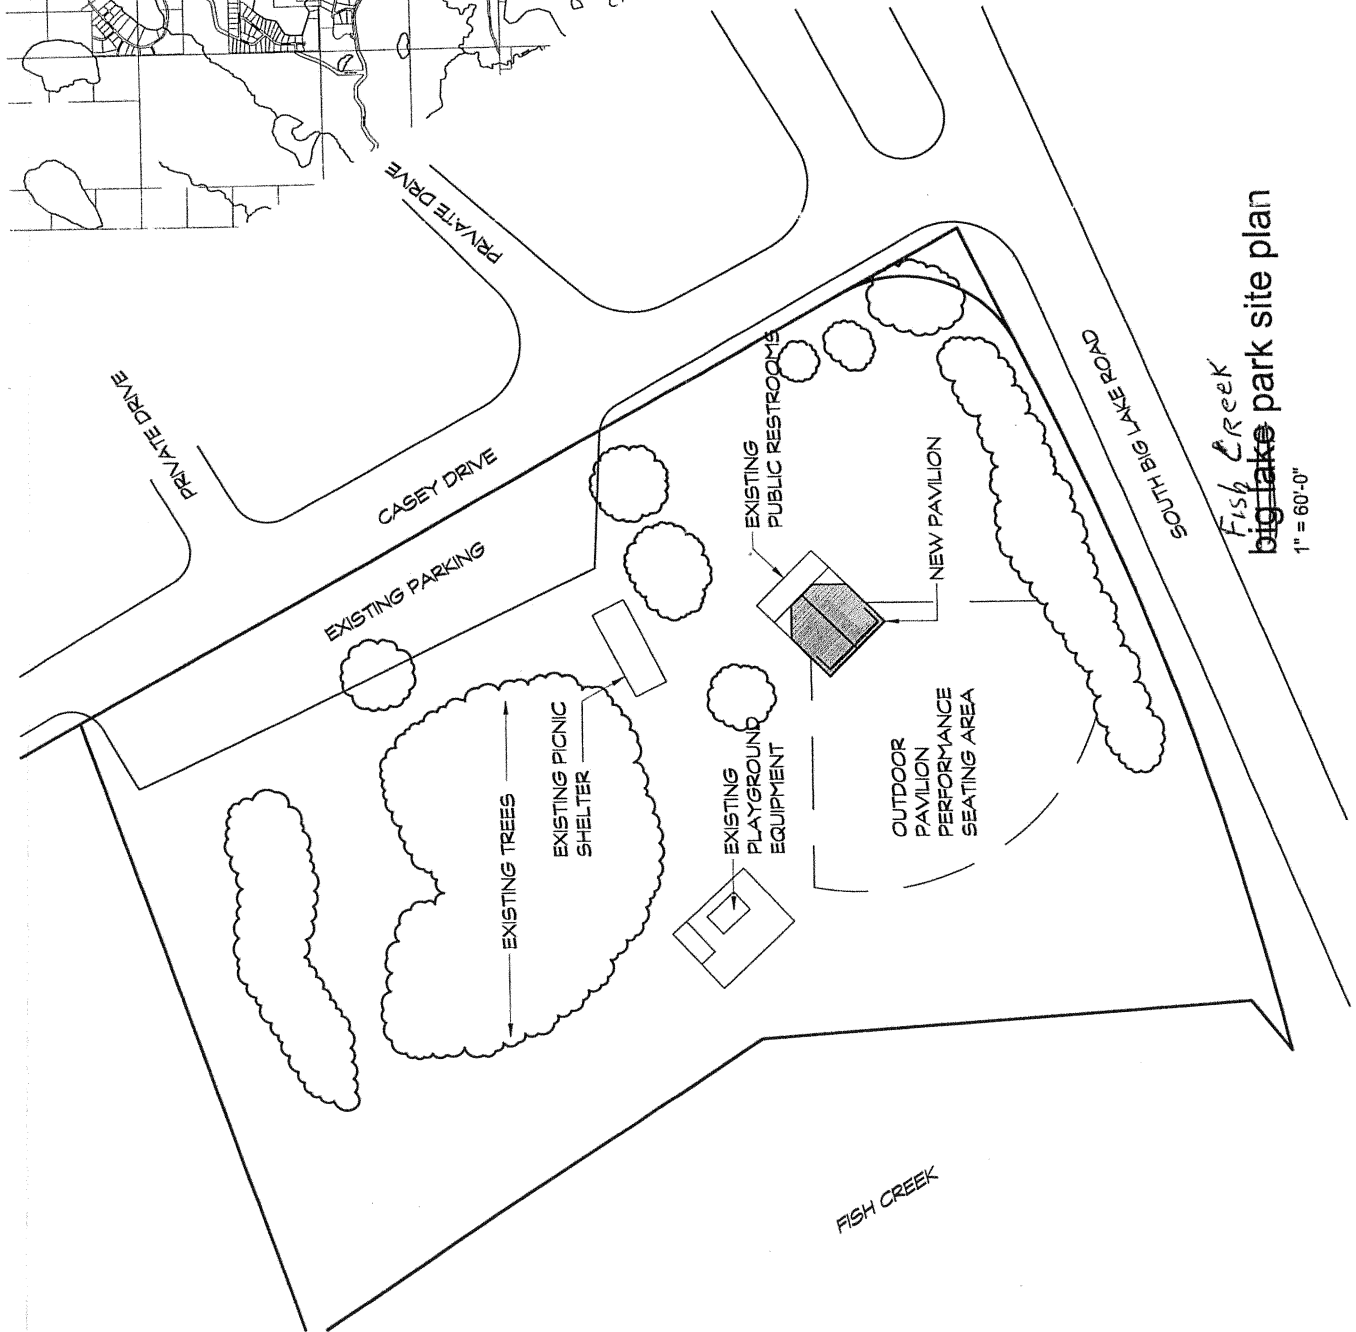 PRIVATE DRIVE
PRIVATE DRIVE
PRIVATE DRIVE
CASEY DRIVE
EXISTING PARKING
EXISTING
PUBLIC RESTROOMS
NEW PAVILION
SOUTH BIG LAKE ROAD
EXISTING TREES
EXISTING PICNIC
SHELTER
EXISTING
PLAYGROUND
EQUIPMENT
OUTDOOR
PAVILION
PERFORMANCE
SEATING AREA
FISH CREEK
Fish Creek
big lake park site plan
1" = 60'-0"